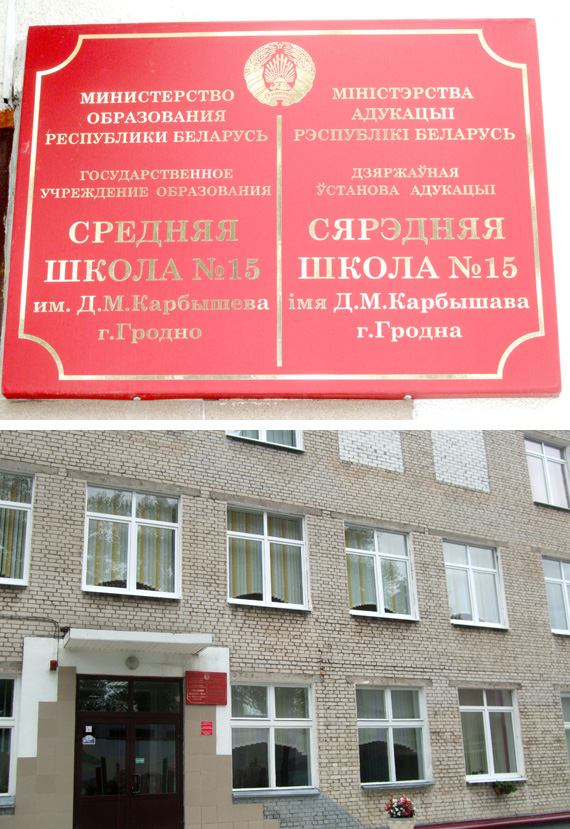 МИНИСТЕРСТВО
ОБРАЗОВАНИЯ
РЕСПУБЛИКИ БЕЛАРУСЬ
ГОСУДАРСТВЕННОЕ
УЧРЕЖДЕНИЕ ОБРАЗОВАНИЯ
СРЕДНЯЯ
ШКОЛА №15
им. Д.М.Карбышева
г.Гродно
МІНІСТЭРСТВА
АДУКАЦЫІ
РЭСПУБЛІКІ БЕЛАРУСЬ
ДЗЯРЖАЎНАЯ
ЎСТАНОВА АДУКАЦЫІ
СЯРЭДНЯЯ
ШКОЛА №15
імя Д.М.Карбышава
г.Гродна